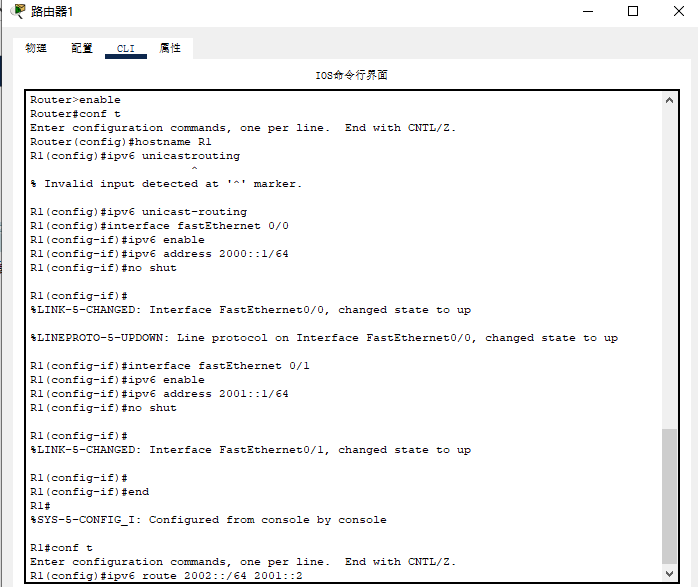 路由器1
物理 配置 CLI 属性
IOS命令行界面
Router>enable
Router#conf t
Enter configuration commands, one per line.  End with CNTL/Z.
Router(config)#hostname R1
R1(config)#ipv6 unicastrouting
^
% Invalid input detected at '^' marker.
R1(config)#ipv6 unicast-routing
R1(config)#interface fastEthernet 0/0
R1(config-if)#ipv6 enable
R1(config-if)#ipv6 address 2000::1/64
R1(config-if)#no shut
R1(config-if)#
%LINK-5-CHANGED: Interface FastEthernet0/0, changed state to up
%LINEPROTO-5-UPDOWN: Line protocol on Interface FastEthernet0/0, changed state to up
R1(config-if)#interface fastEthernet 0/1
R1(config-if)#ipv6 enable
R1(config-if)#ipv6 address 2001::1/64
R1(config-if)#no shut
R1(config-if)#
%LINK-5-CHANGED: Interface FastEthernet0/1, changed state to up
R1(config-if)#
R1(config-if)#end
R1#
%SYS-5-CONFIG_I: Configured from console by console
R1#conf t
Enter configuration commands, one per line.  End with CNTL/Z.
R1(config)#ipv6 route 2002::/64 2001::2